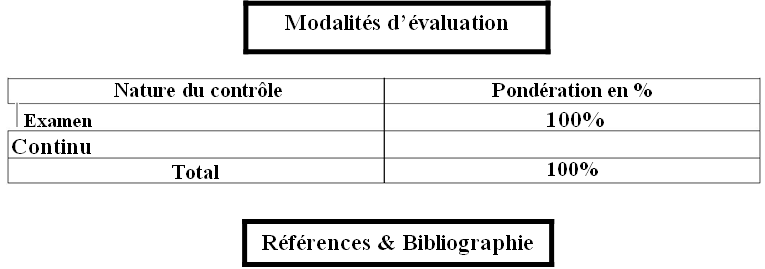 Modalités d’évaluation
Nature du contrôle Pondération en %
Examen 100%
Continu
Total 100%
Références & Bibliographie